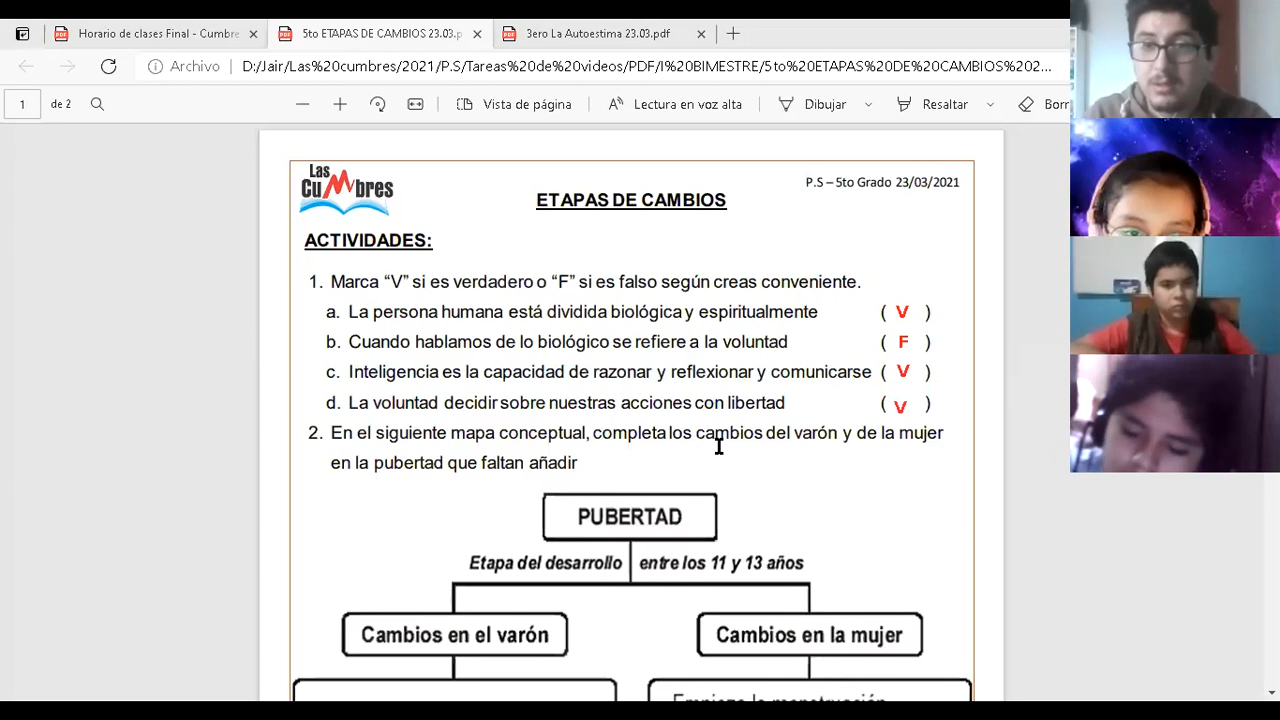 Horario de clases Final - Cumbre
5to ETAPAS DE CAMBIOS 23.03.p
3ero La Autoestima 23.03.pdf
Archivo
D:/Jair/Las%20cumbres/2021/P.S/Tareas%20de%20videos/PDF/I%20BIMESTRE/5to%20ETAPAS%20DE%20CAMBIOS%202...
1 de 2
Vista de página
Lectura en voz alta
Dibujar
Resaltar
Borr
Las Cumbres
P.S – 5to Grado 23/03/2021
ETAPAS DE CAMBIOS
ACTIVIDADES:
1. Marca “V” si es verdadero o “F” si es falso según creas conveniente.
a. La persona humana está dividida biológica y espiritualmente ( V )
b. Cuando hablamos de lo biológico se refiere a la voluntad ( F )
c. Inteligencia es la capacidad de razonar y reflexionar y comunicarse ( V )
d. La voluntad decidir sobre nuestras acciones con libertad ( V )
2. En el siguiente mapa conceptual, completa los cambios del varón y de la mujer
en la pubertad que faltan añadir
PUBERTAD
Etapa del desarrollo entre los 11 y 13 años
Cambios en el varón
Cambios en la mujer
Empieza la menstruación